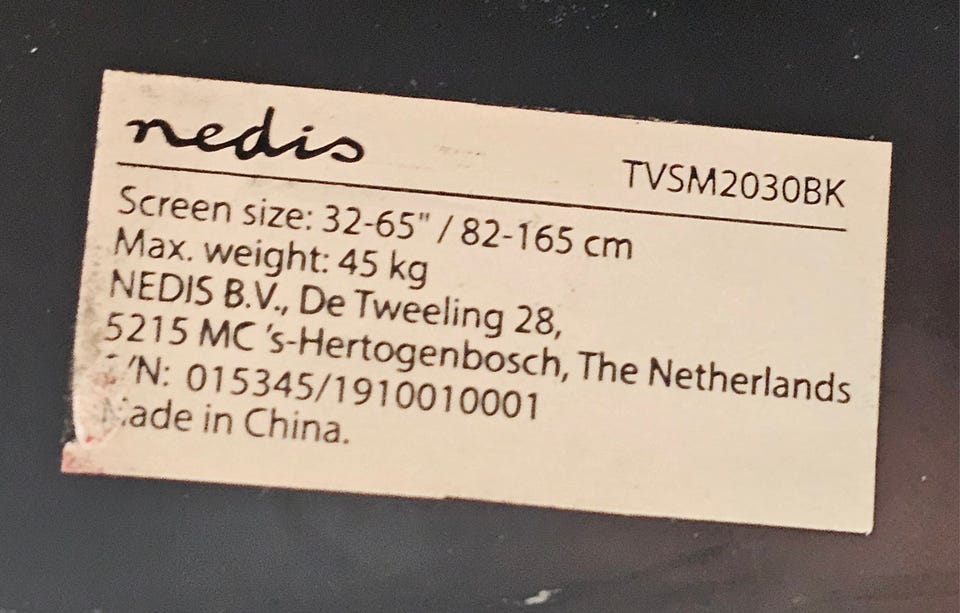 nedis
TVSM2030BK
Screen size: 32-65" / 82-165 cm
Max. weight: 45 kg
NEDIS B.V., De Tweeling 28,
5215 MC 's-Hertogenbosch, The Netherlands
015345/1910010001
Made in China.